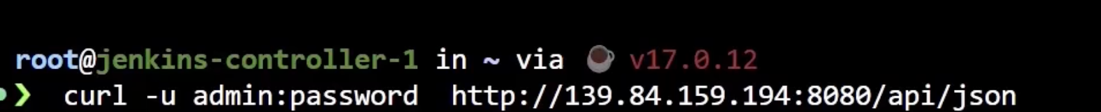 root@jenkins-controller-1 in ~ via ☕ v17.0.12
❯ curl -u admin:password  http://139.84.159.194:8080/api/json